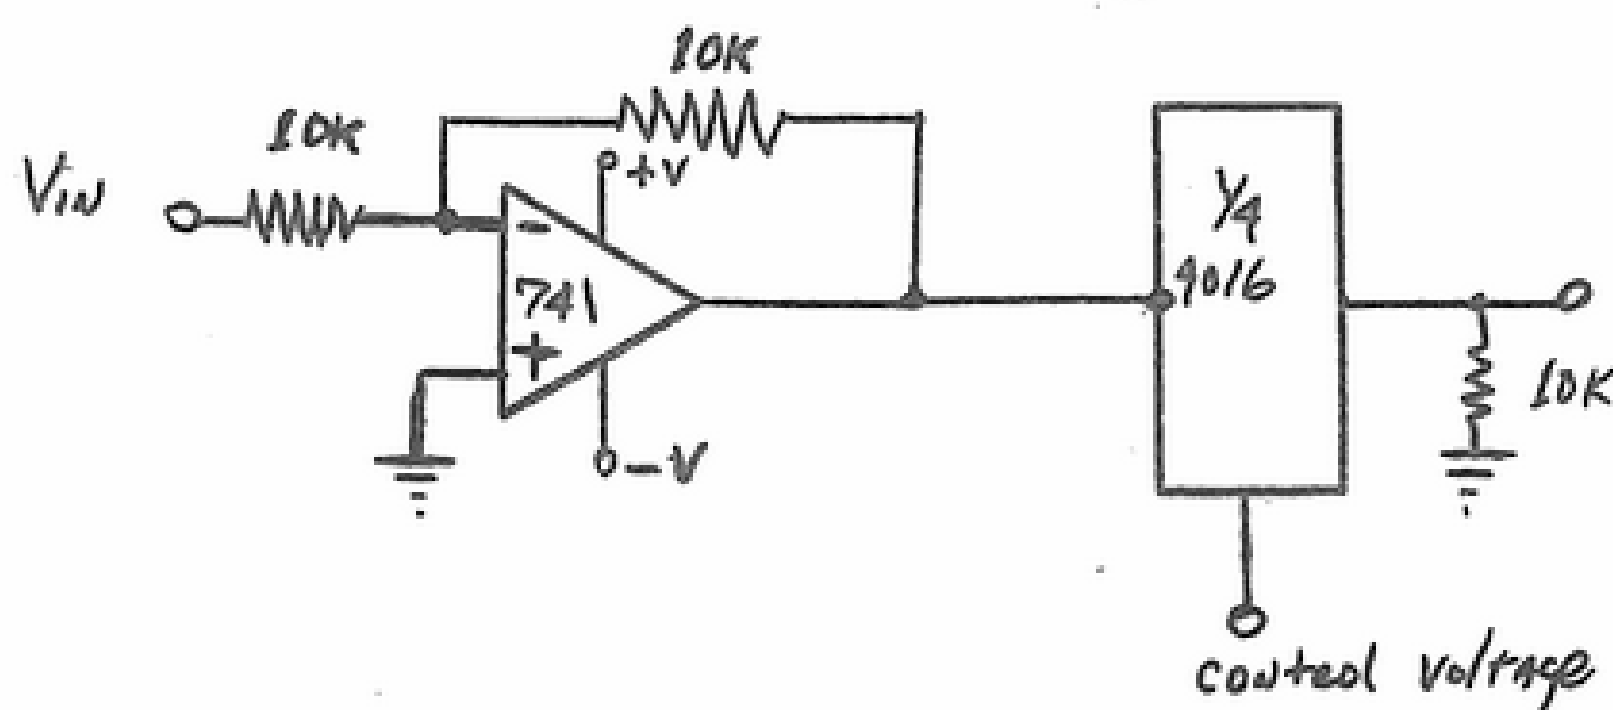 10K
10K
VIN
+V
-
741
+
-V
1/4
4016
10K
control voltage